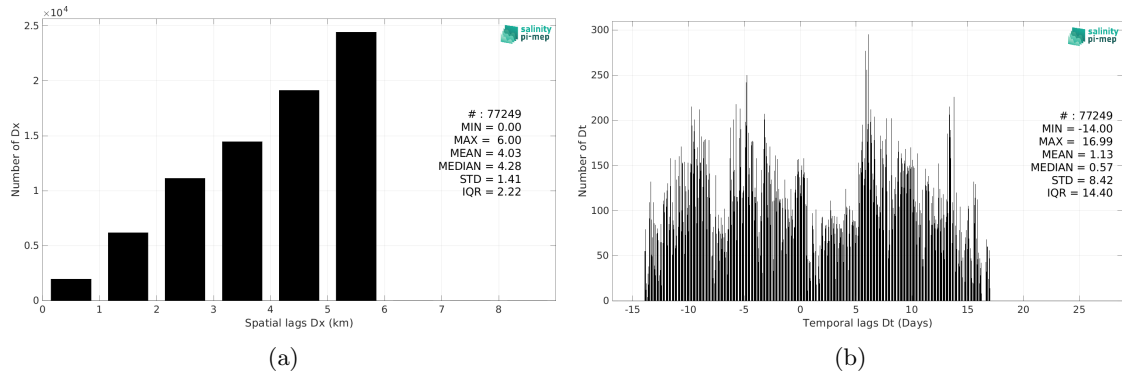 ×10⁴
2.5
2
1.5
1
0.5
0
Number of Dx
0 1 2 3 4 5 6 7 8
Spatial lags Dx (km)
salinity
pi-mep
# : 77249
MIN = 0.00
MAX = 6.00
MEAN = 4.03
MEDIAN = 4.28
STD = 1.41
IQR = 2.22
(a)
300
250
200
150
100
50
0
Number of Dt
-15 -10 -5 0 5 10 15 20 25
Temporal lags Dt (Days)
salinity
pi-mep
# : 77249
MIN = -14.00
MAX = 16.99
MEAN = 1.13
MEDIAN = 0.57
STD = 8.42
IQR = 14.40
(b)